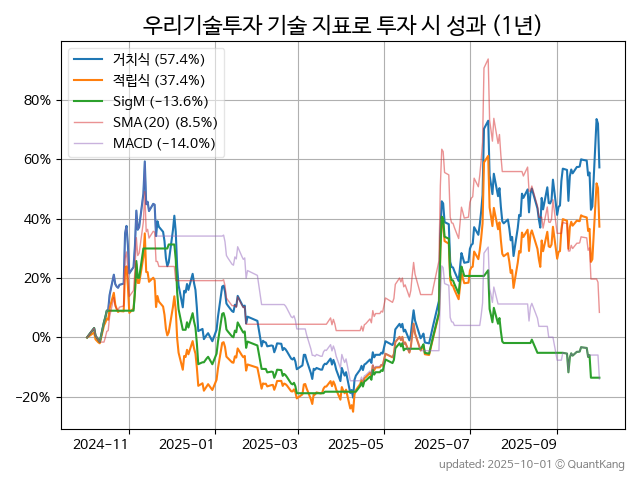 우리기술투자 기술 지표로 투자 시 성과 (1년)
거치식 (57.4%)
적립식 (37.4%)
SigM (−13.6%)
SMA(20) (8.5%)
MACD (−14.0%)
80%
60%
40%
20%
0%
−20%
2024−11 2025−01 2025−03 2025−05 2025−07 2025−09
updated: 2025-10-01 © QuantKang